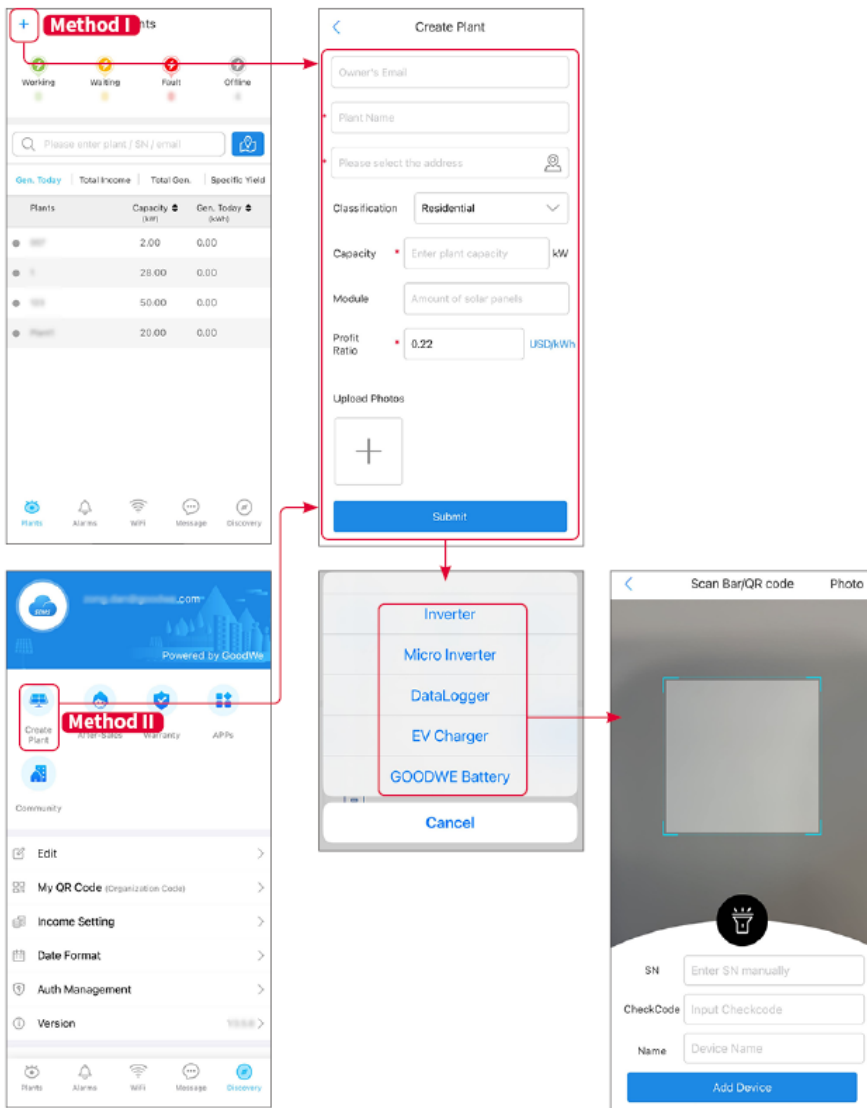 + Method I nts
Working Waiting Fault Offline
Please enter plant / SN / email
Gen. Today Total Income Total Gen. Specific Yield
Plants Capacity (kW) Gen. Today (kWh)
2.00 0.00
28.00 0.00
50.00 0.00
20.00 0.00
Plants Alarms WiFi Message Discovery
Create Plant
Owner's Email
* Plant Name
* Please select the address
Classification Residential
Capacity * Enter plant capacity kW
Module Amount of solar panels
Profit Ratio * 0.22 USD/kWh
Upload Photos
+
Submit
.com
Powered by GoodWe
Create Plant Method II After-Sales Warranty APPs
Community
Edit
My QR Code (Organization Code)
Income Setting
Date Format
Auth Management
Version
Plants Alarms WiFi Message Discovery
Inverter
Micro Inverter
DataLogger
EV Charger
GOODWE Battery
Cancel
Scan Bar/QR code Photo
SN Enter SN manually
CheckCode Input Checkcode
Name Device Name
Add Device